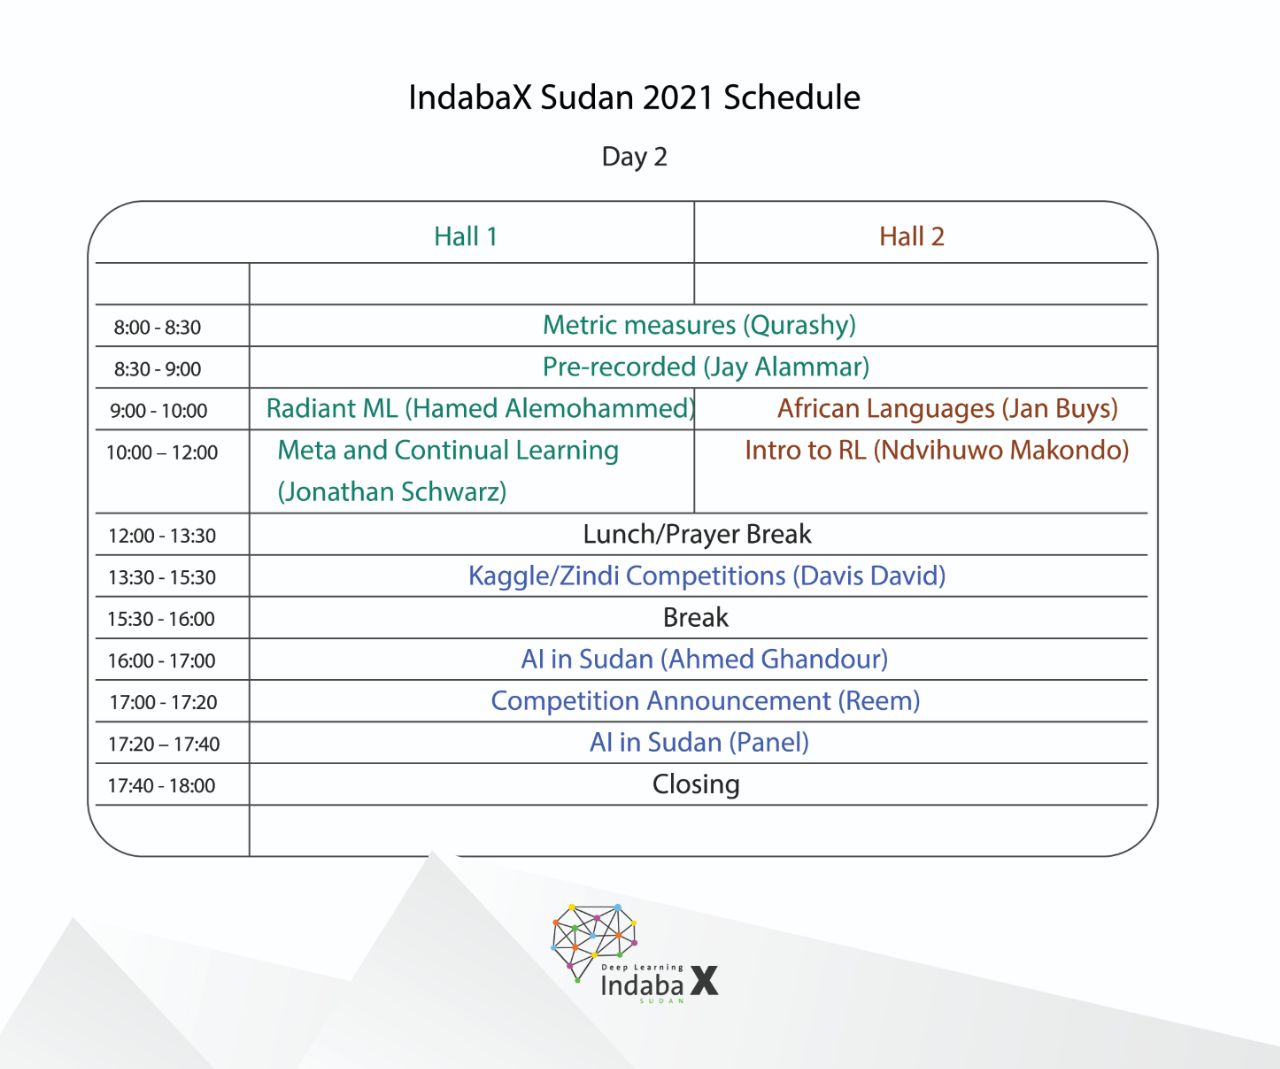 IndabaX Sudan 2021 Schedule
Day 2
Hall 1
Hall 2
8:00 - 8:30
Metric measures (Qurashy)
8:30 - 9:00
Pre-recorded (Jay Alammar)
9:00 - 10:00
Radiant ML (Hamed Alemohammed)
African Languages (Jan Buys)
10:00 – 12:00
Meta and Continual Learning
(Jonathan Schwarz)
Intro to RL (Ndvihuwo Makondo)
12:00 - 13:30
Lunch/Prayer Break
13:30 - 15:30
Kaggle/Zindi Competitions (Davis David)
15:30 - 16:00
Break
16:00 - 17:00
AI in Sudan (Ahmed Ghandour)
17:00 - 17:20
Competition Announcement (Reem)
17:20 – 17:40
AI in Sudan (Panel)
17:40 - 18:00
Closing
Deep Learning
Indaba X
SUDAN